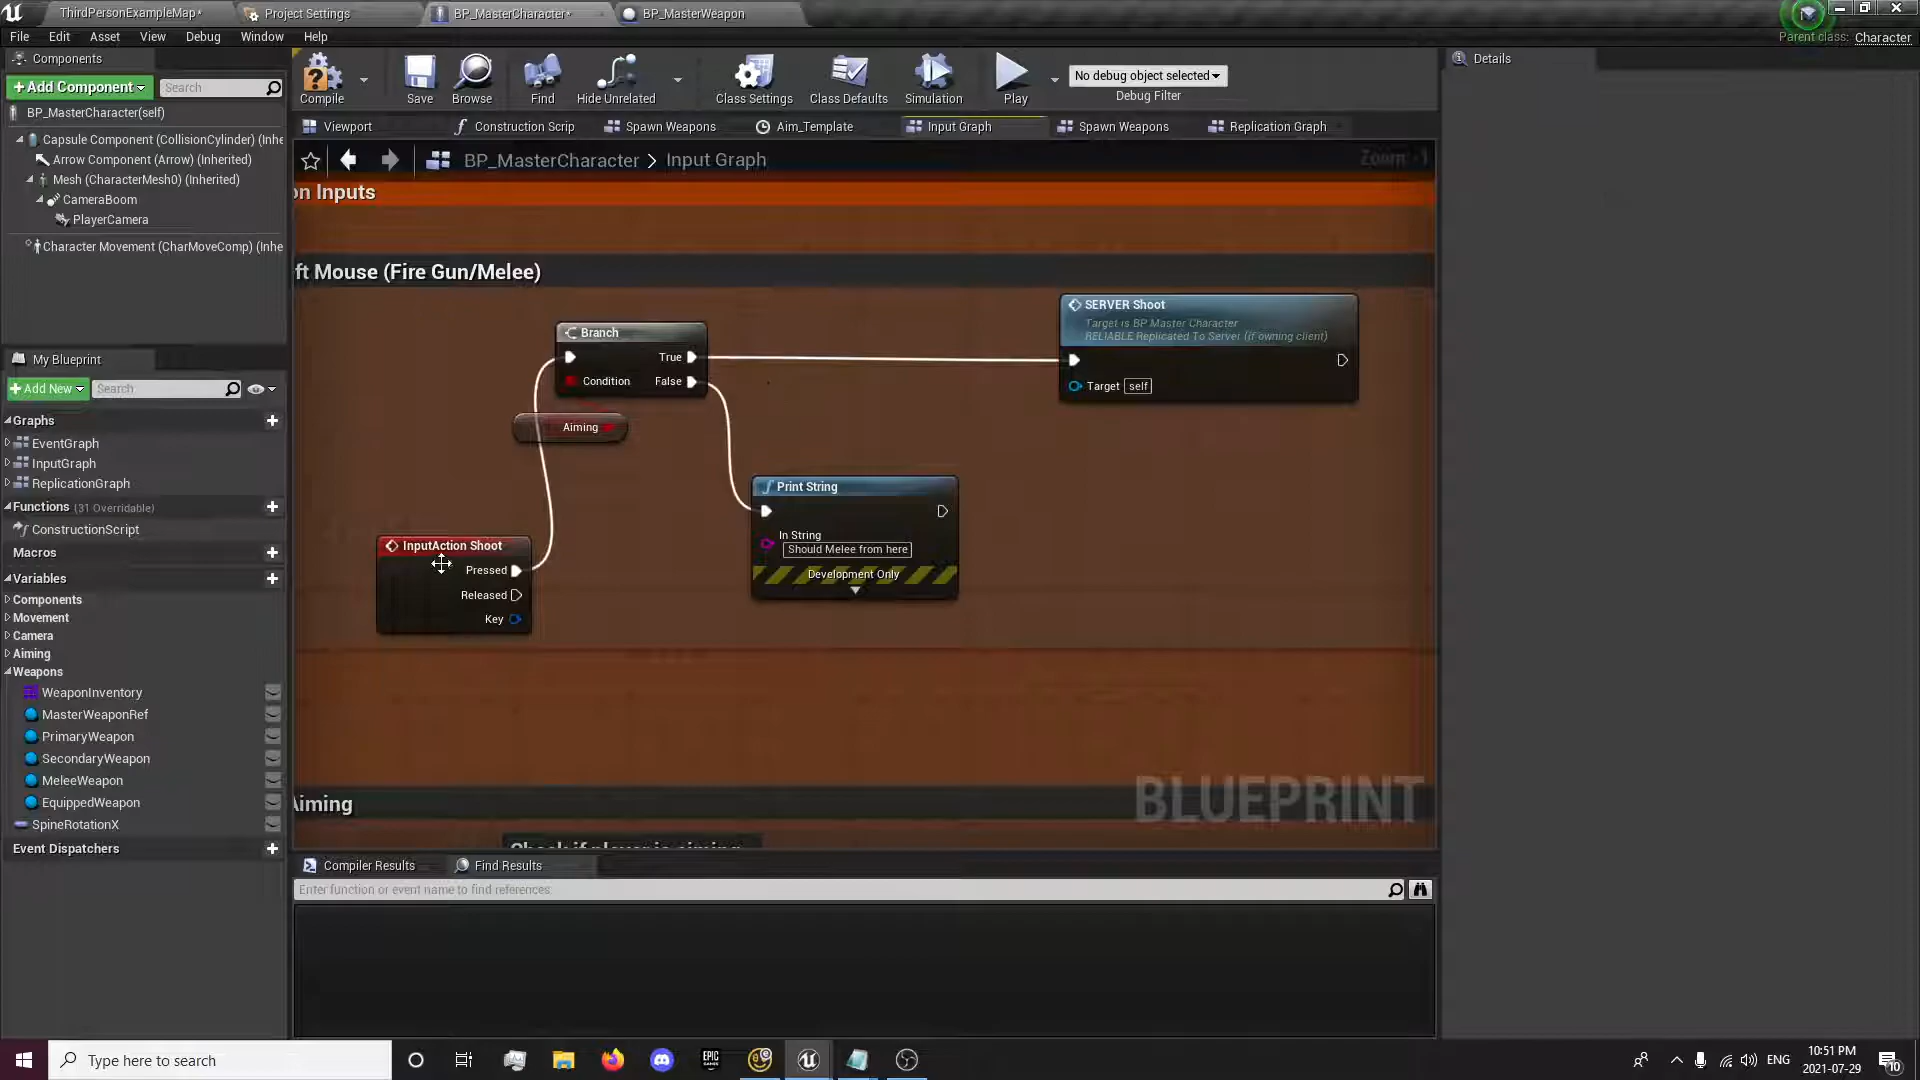 ThirdPersonExampleMap*
Project Settings
BP_MasterCharacter*
BP_MasterWeapon
File Edit Asset View Debug Window Help
Parent class: Character
Components
Details
+Add Component
Search
Compile
Save
Browse
Find
Hide Unrelated
Class Settings
Class Defaults
Simulation
Play
No debug object selected
Debug Filter
BP_MasterCharacter(self)
Viewport
Construction Scrip
Spawn Weapons
Aim_Template
Input Graph
Spawn Weapons
Replication Graph
Capsule Component (CollisionCylinder) (Inhe
Arrow Component (Arrow) (Inherited)
Mesh (CharacterMesh0) (Inherited)
CameraBoom
PlayerCamera
Character Movement (CharMoveComp) (Inhe
BP_MasterCharacter > Input Graph
Zoom -1
on Inputs
ft Mouse (Fire Gun/Melee)
Branch
True
Condition
False
Aiming
SERVER Shoot
Target is BP Master Character
RELIABLE Replicated To Server (if owning client)
Target self
Print String
In String
Should Melee from here
Development Only
InputAction Shoot
Pressed
Released
Key
My Blueprint
+Add New
Search
Graphs
EventGraph
InputGraph
ReplicationGraph
Functions (31 Overridable)
ConstructionScript
Macros
Variables
Components
Movement
Camera
Aiming
Weapons
WeaponInventory
MasterWeaponRef
PrimaryWeapon
SecondaryWeapon
MeleeWeapon
EquippedWeapon
SpineRotationX
Event Dispatchers
BLUEPRINT
Aiming
Check if player is aiming
Compiler Results
Find Results
Enter function or event name to find references.
Type here to search
EPIC
ENG
10:51 PM
2021-07-29
10